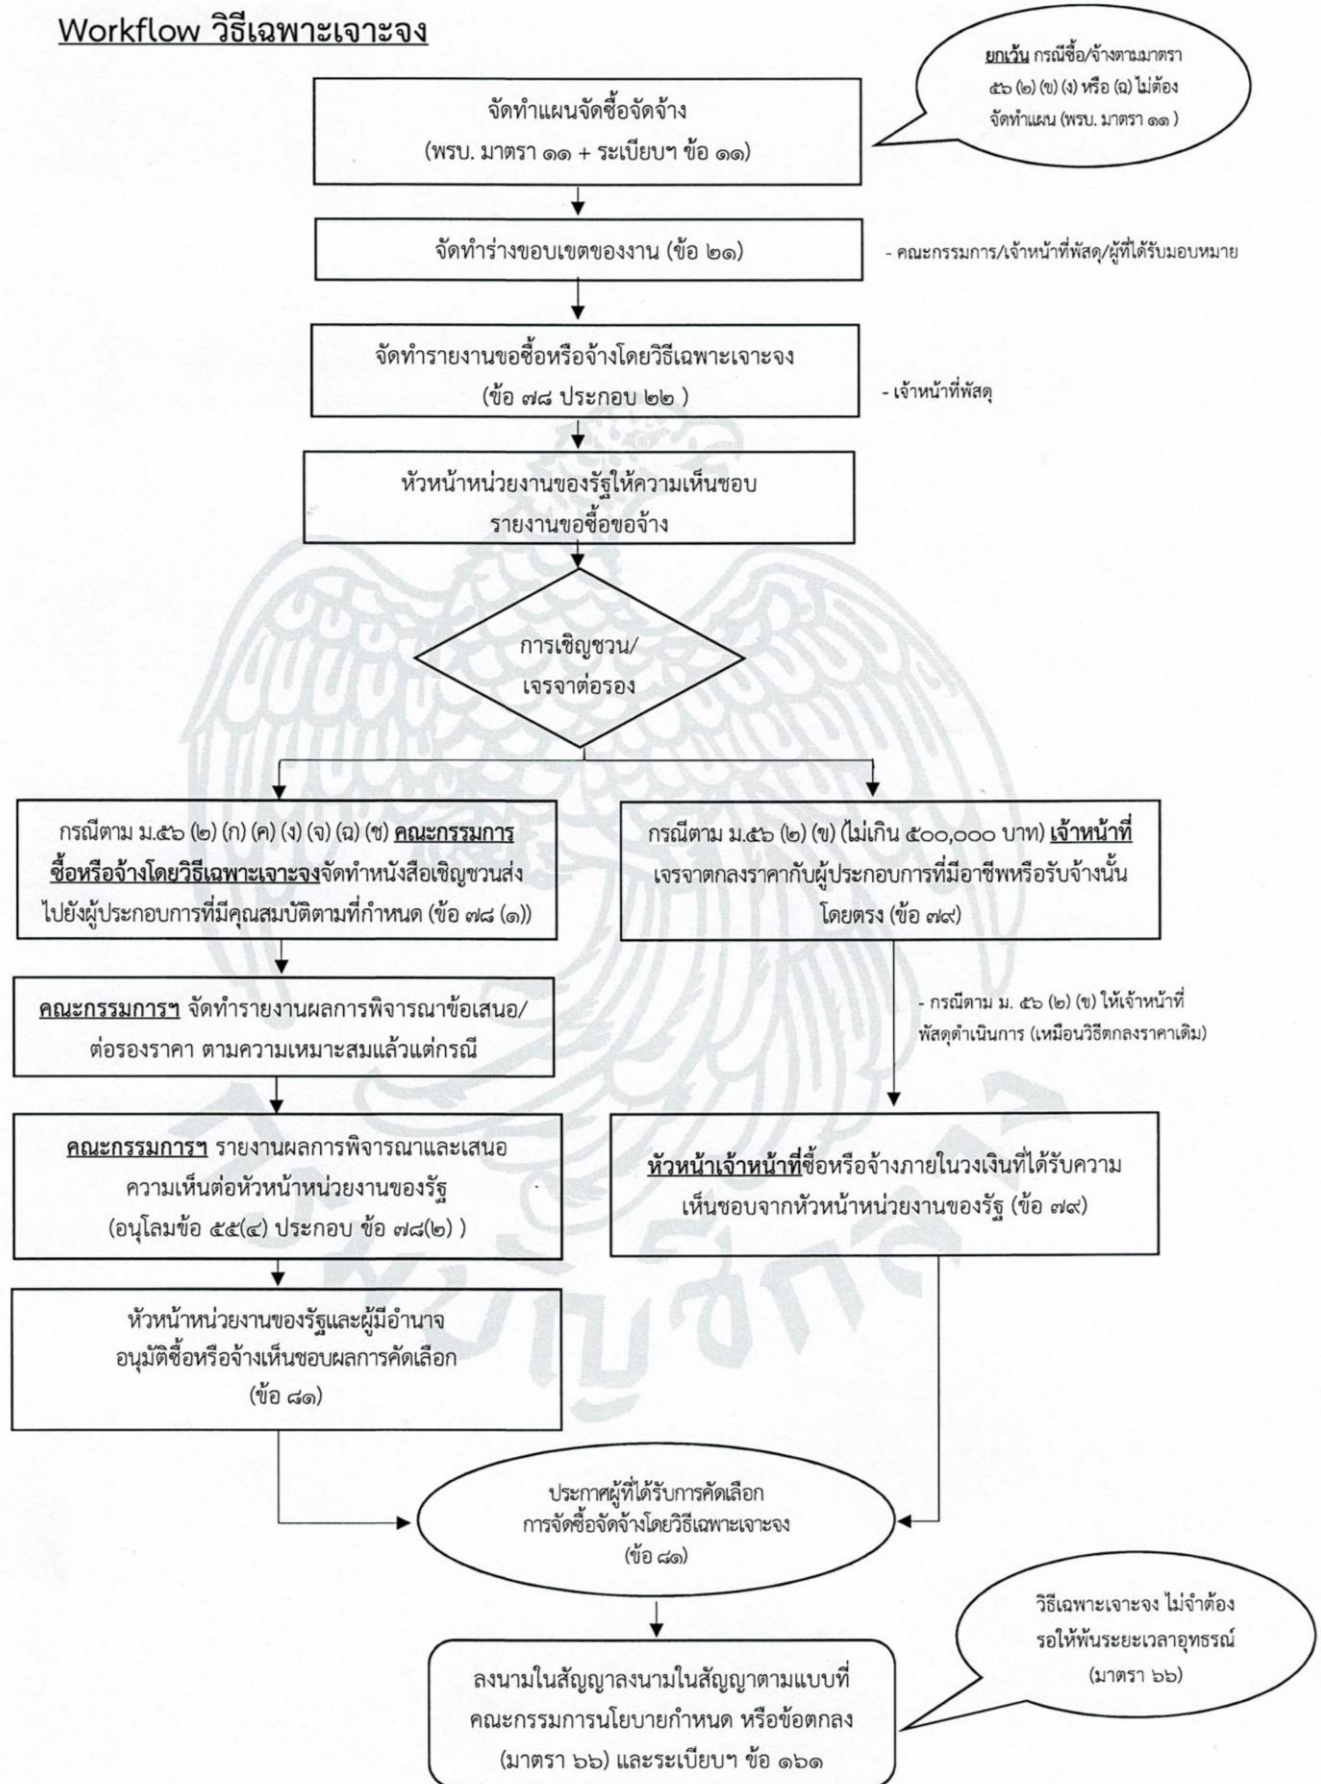 Workflow วิธีเฉพาะเจาะจง
ยกเว้น กรณีซื้อ/จ้างตามมาตรา
๕๖ (๒) (ข) (ง) หรือ (ฉ) ไม่ต้อง
จัดทำแผน (พรบ. มาตรา ๑๑ )
จัดทำแผนจัดซื้อจัดจ้าง
(พรบ. มาตรา ๑๑ + ระเบียบฯ ข้อ ๑๑)
จัดทำร่างขอบเขตของงาน (ข้อ ๒๑)
- คณะกรรมการ/เจ้าหน้าที่พัสดุ/ผู้ที่ได้รับมอบหมาย
จัดทำรายงานขอซื้อหรือจ้างโดยวิธีเฉพาะเจาะจง
(ข้อ ๗๘ ประกอบ ๒๒ )
- เจ้าหน้าที่พัสดุ
หัวหน้าหน่วยงานของรัฐให้ความเห็นชอบ
รายงานขอซื้อขอจ้าง
การเชิญชวน/
เจรจาต่อรอง
กรณีตาม ม.๕๖ (๒) (ก) (ค) (ง) (จ) (ฉ) (ช) คณะกรรมการ
ซื้อหรือจ้างโดยวิธีเฉพาะเจาะจงจัดทำหนังสือเชิญชวนส่ง
ไปยังผู้ประกอบการที่มีคุณสมบัติตามที่กำหนด (ข้อ ๗๘ (๑))
กรณีตาม ม.๕๖ (๒) (ข) (ไม่เกิน ๕๐๐,๐๐๐ บาท) เจ้าหน้าที่
เจรจาตกลงราคากับผู้ประกอบการที่มีอาชีพหรือรับจ้างนั้น
โดยตรง (ข้อ ๗๙)
คณะกรรมการฯ จัดทำรายงานผลการพิจารณาข้อเสนอ/
ต่อรองราคา ตามความเหมาะสมแล้วแต่กรณี
- กรณีตาม ม. ๕๖ (๒) (ข) ให้เจ้าหน้าที่
พัสดุดำเนินการ (เหมือนวิธีตกลงราคาเดิม)
คณะกรรมการฯ รายงานผลการพิจารณาและเสนอ
ความเห็นต่อหัวหน้าหน่วยงานของรัฐ
(อนุโลมข้อ ๕๕(๔) ประกอบ ข้อ ๗๘(๒) )
หัวหน้าเจ้าหน้าที่ซื้อหรือจ้างภายในวงเงินที่ได้รับความ
เห็นชอบจากหัวหน้าหน่วยงานของรัฐ (ข้อ ๗๙)
หัวหน้าหน่วยงานของรัฐและผู้มีอำนาจ
อนุมัติซื้อหรือจ้างเห็นชอบผลการคัดเลือก
(ข้อ ๘๑)
ประกาศผู้ที่ได้รับการคัดเลือก
การจัดซื้อจัดจ้างโดยวิธีเฉพาะเจาะจง
(ข้อ ๘๑)
วิธีเฉพาะเจาะจง ไม่จำต้อง
รอให้พ้นระยะเวลาอุทธรณ์
(มาตรา ๖๖)
ลงนามในสัญญาลงนามในสัญญาตามแบบที่
คณะกรรมการนโยบายกำหนด หรือข้อตกลง
(มาตรา ๖๖) และระเบียบฯ ข้อ ๑๖๑